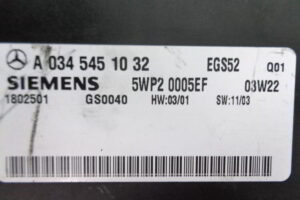 A 034 545 10 32 EGS52 Q01
SIEMENS 5WP2 0005EF 03W22
1802501 GS0040 HW:03/01 SW:11/03